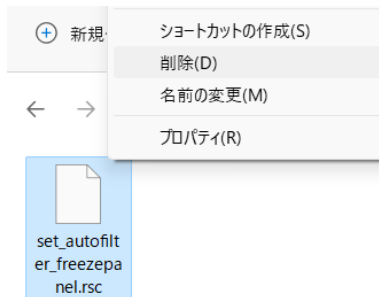 新規
ショートカットの作成(S)
削除(D)
名前の変更(M)
プロパティ(R)
set_autofilt
er_freezepa
nel.rsc